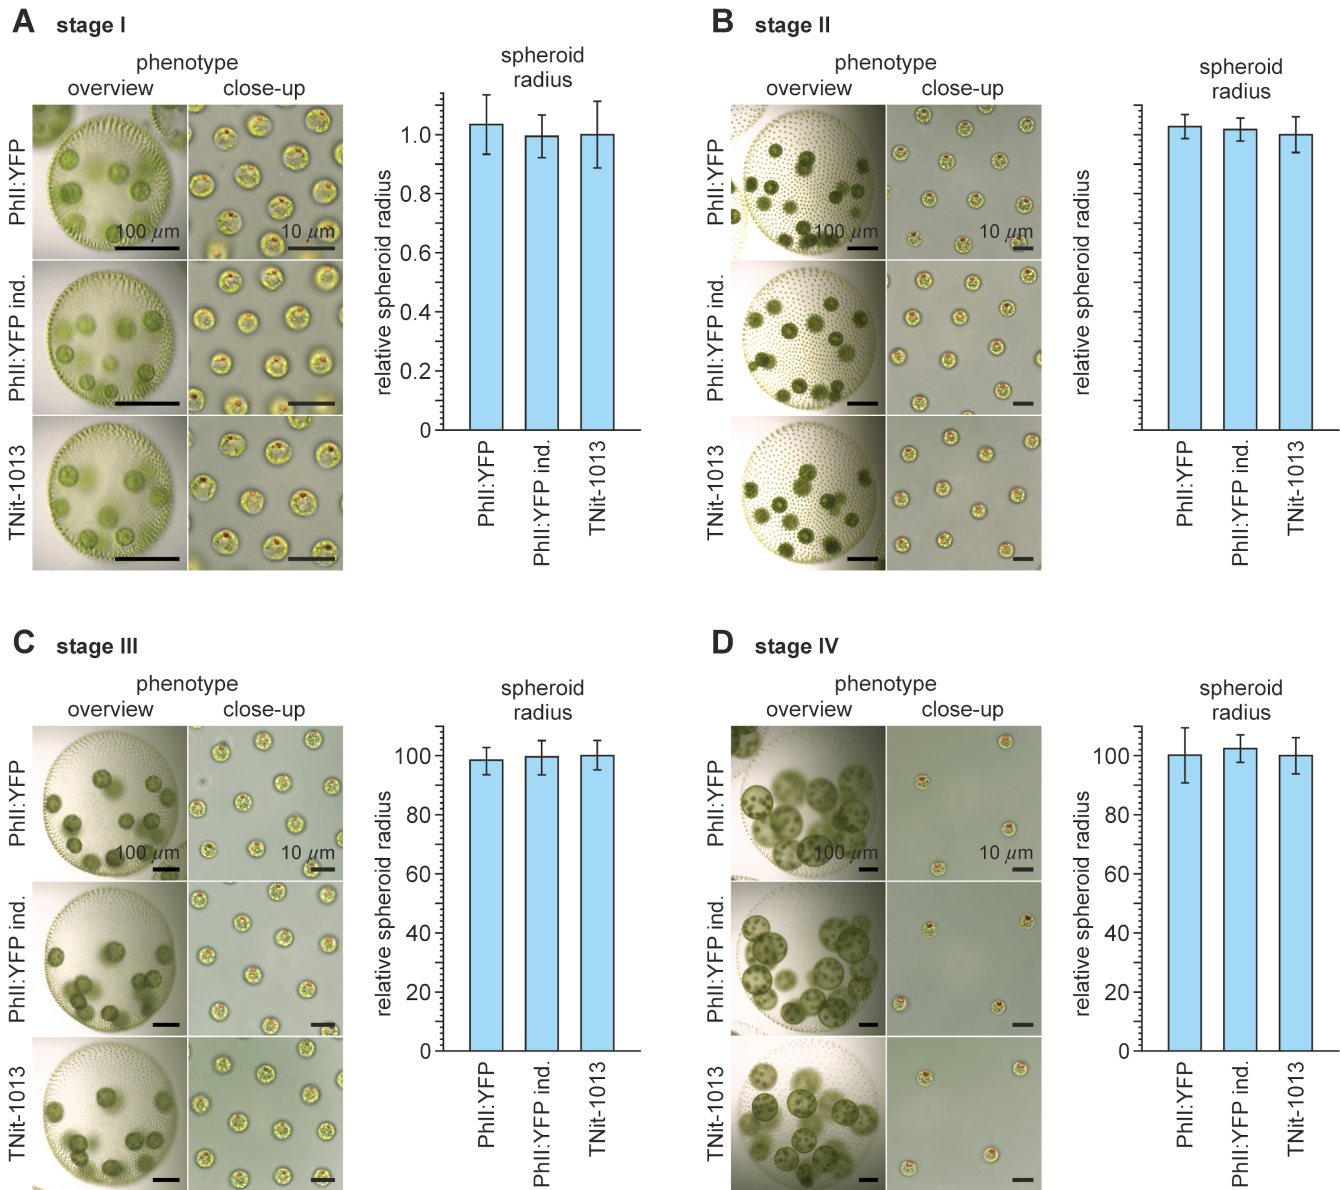 A stage I
phenotype
overview close-up
spheroid
radius
PhII:YFP
PhII:YFP ind.
TNit-1013
100 µm
10 µm
relative spheroid radius
1.0
0.8
0.6
0.4
0.2
0
PhII:YFP
PhII:YFP ind.
TNit-1013
B stage II
phenotype
overview close-up
spheroid
radius
PhII:YFP
PhII:YFP ind.
TNit-1013
100 µm
10 µm
relative spheroid radius
PhII:YFP
PhII:YFP ind.
TNit-1013
C stage III
phenotype
overview close-up
spheroid
radius
PhII:YFP
PhII:YFP ind.
TNit-1013
100 µm
10 µm
relative spheroid radius
100
80
60
40
20
0
PhII:YFP
PhII:YFP ind.
TNit-1013
D stage IV
phenotype
overview close-up
spheroid
radius
PhII:YFP
PhII:YFP ind.
TNit-1013
100 µm
10 µm
relative spheroid radius
100
80
60
40
20
0
PhII:YFP
PhII:YFP ind.
TNit-1013